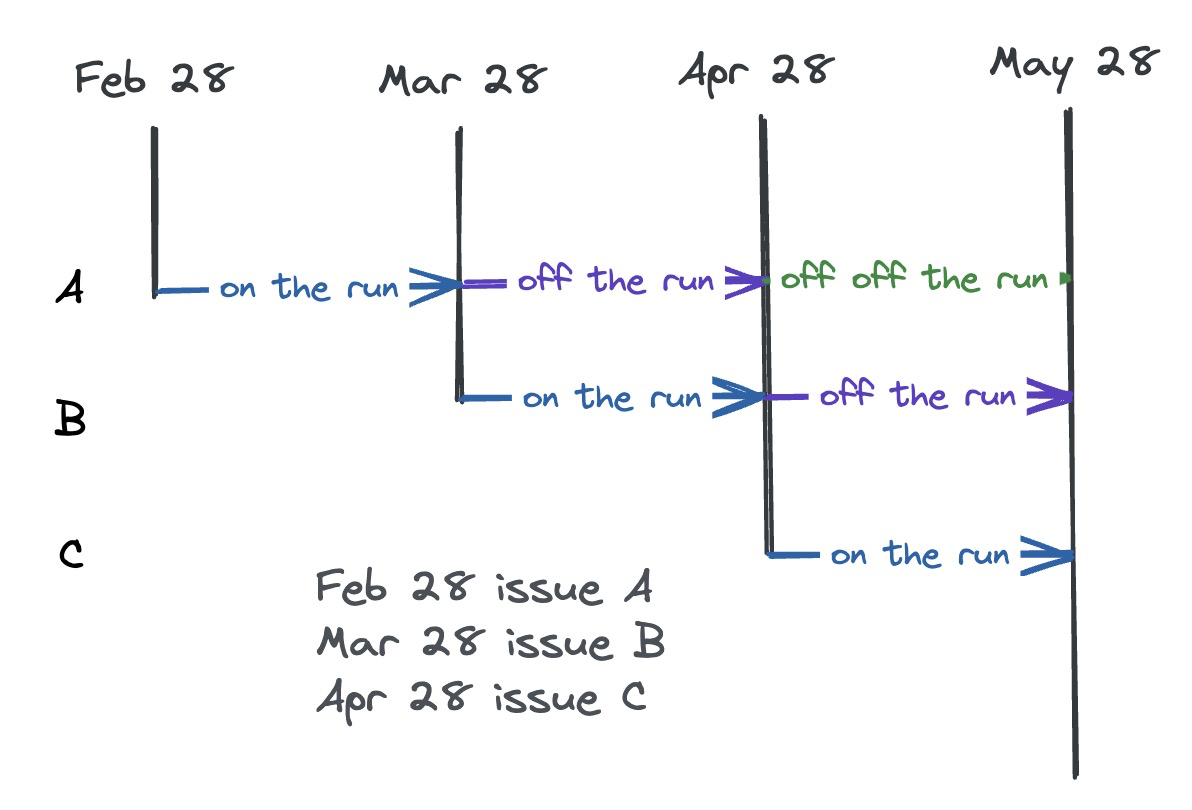 Feb 28 Mar 28 Apr 28 May 28
A on the run off the run off off the run
B on the run off the run
C on the run
Feb 28 issue A
Mar 28 issue B
Apr 28 issue C